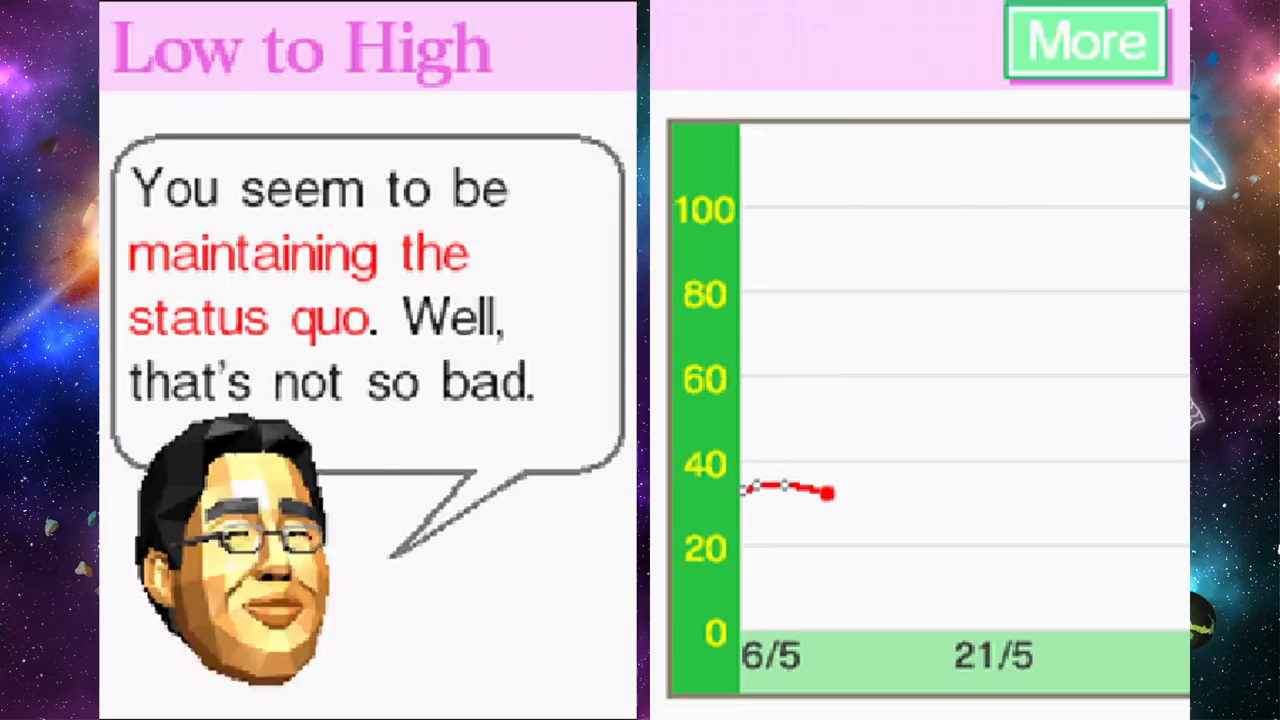 Low to High
More
You seem to be
maintaining the
status quo. Well,
that's not so bad.
100
80
60
40
20
0
6/5
21/5